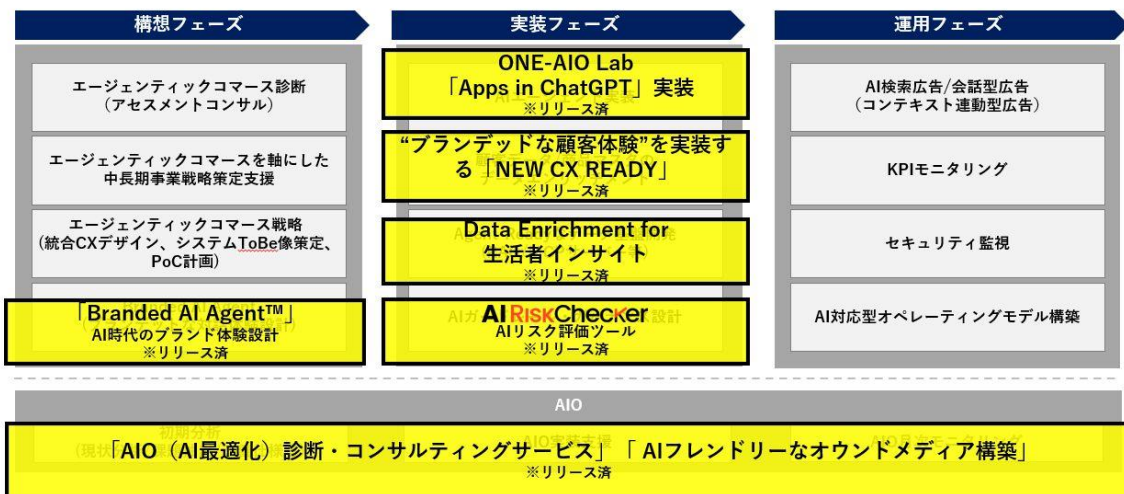 構想フェーズ
エージェンティックコマース診断
（アセスメントコンサル）
エージェンティックコマースを軸にした
中長期事業戦略策定支援
エージェンティックコマース戦略
(統合CXデザイン、システムToBe像策定、
PoC計画)
「Branded AI Agent™」
AI時代のブランド体験設計
※リリース済
実装フェーズ
ONE-AIO Lab
「Apps in ChatGPT」実装
※リリース済
“ブランデッドな顧客体験”を実装す
る「NEW CX READY」
※リリース済
Data Enrichment for
生活者インサイト
※リリース済
AI RISK CHECKER
AIリスク評価ツール
※リリース済
運用フェーズ
AI検索広告/会話型広告
（コンテキスト連動型広告）
KPIモニタリング
セキュリティ監視
AI対応型オペレーティングモデル構築
AIO
初期分析
AIO実装支援
「AIO（AI最適化）診断・コンサルティングサービス」「 AIフレンドリーなオウンドメディア構築」
※リリース済